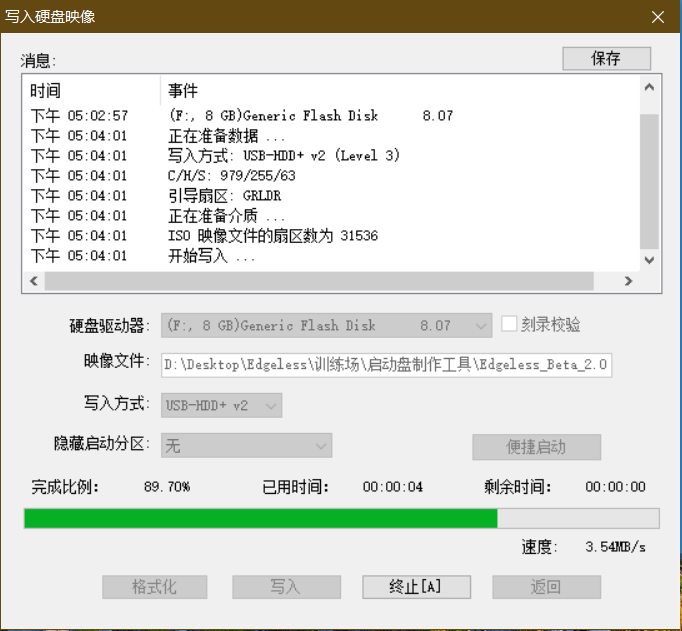 写入硬盘映像
消息:
保存
时间 事件
下午 05:02:57 (F:, 8 GB)Generic Flash Disk 8.07
下午 05:04:01 正在准备数据 ...
下午 05:04:01 写入方式: USB-HDD+ v2 (Level 3)
下午 05:04:01 C/H/S: 979/255/63
下午 05:04:01 引导扇区: GRLDR
下午 05:04:01 正在准备介质 ...
下午 05:04:01 ISO 映像文件的扇区数为 31536
下午 05:04:01 开始写入 ...
硬盘驱动器: (F:, 8 GB)Generic Flash Disk 8.07 刻录校验
映像文件: D:\Desktop\Edgeless\训练场\启动盘制作工具\Edgeless_Beta_2.0
写入方式: USB-HDD+ v2
隐藏启动分区: 无 便捷启动
完成比例: 89.70% 已用时间: 00:00:04 剩余时间: 00:00:00
速度: 3.54MB/s
格式化 写入 终止[A] 返回